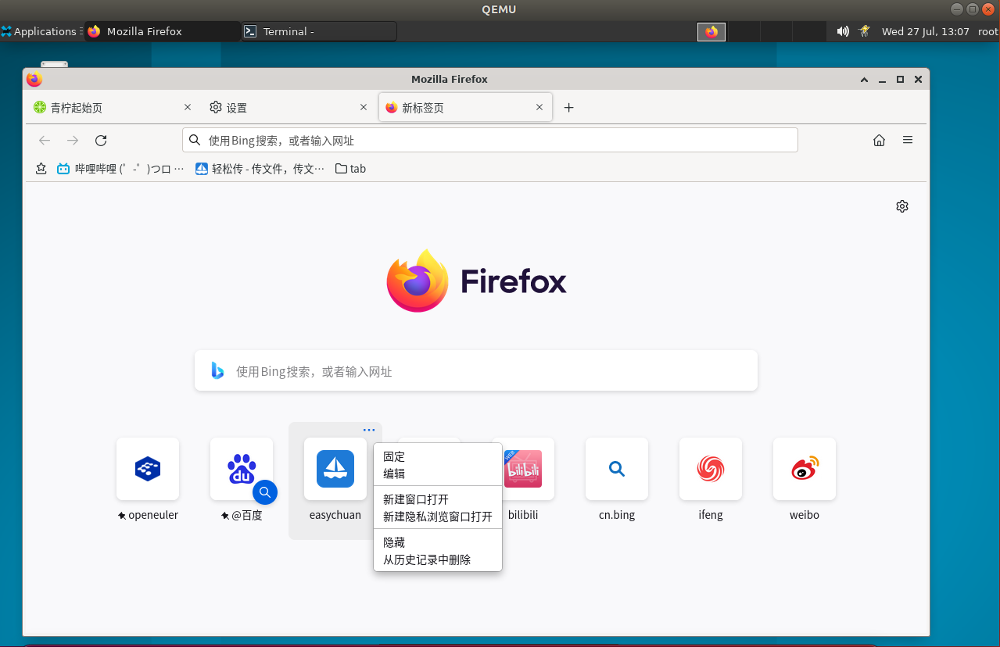 QEMU
Applications
Mozilla Firefox
Terminal -
Wed 27 Jul, 13:07
root
Mozilla Firefox
青柠起始页
设置
新标签页
使用Bing搜索，或者输入网址
哔哩哔哩 (゜-゜)つロ …
轻松传 - 传文件，传文…
tab
Firefox
使用Bing搜索，或者输入网址
du
WEB
bilibili
固定
编辑
新建窗口打开
新建隐私浏览窗口打开
隐藏
从历史记录中删除
openeuler
@百度
easychuan
bilibili
cn.bing
ifeng
weibo